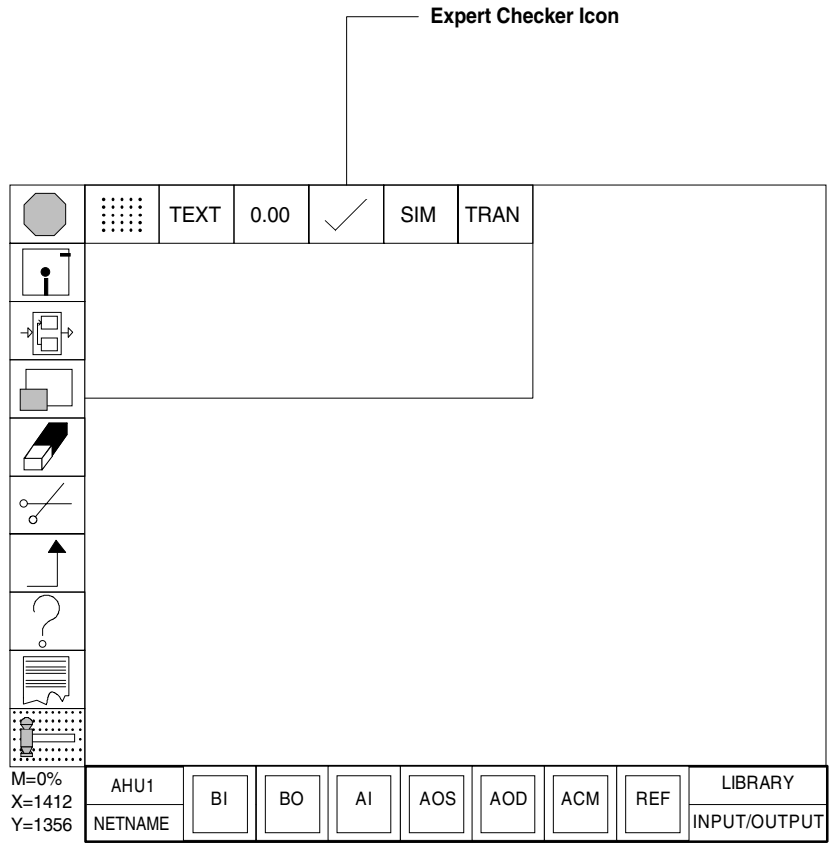 Expert Checker Icon
TEXT 0.00 SIM TRAN
M=0%
X=1412
Y=1356
AHU1
NETNAME
BI BO AI AOS AOD ACM REF
LIBRARY
INPUT/OUTPUT